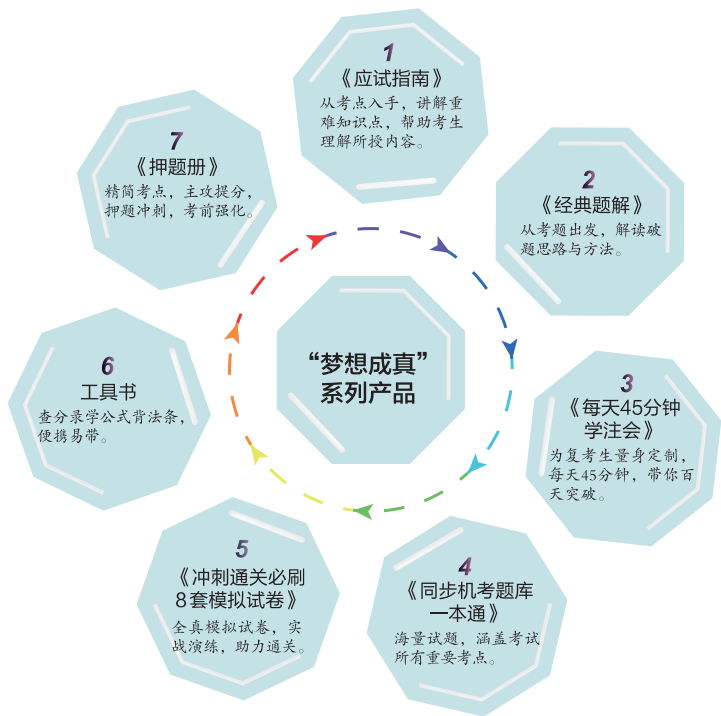 1
《应试指南》
从考点入手，讲解重
难知识点，帮助考生
理解所授内容。
2
《经典题解》
从考题出发，解读破
题思路与方法。
3
《每天45分钟
学注会》
为复考生量身定制，
每天45分钟，带你百
天突破。
4
《同步机考题库
一本通》
海量试题，涵盖考试
所有重要考点。
5
《冲刺通关必刷
8套模拟试卷》
全真模拟试卷，实
战演练，助力通关。
6
工具书
查分录学公式背法条，
便携易带。
7
《押题册》
精简考点，主攻提分，
押题冲刺，考前强化。
“梦想成真”
系列产品